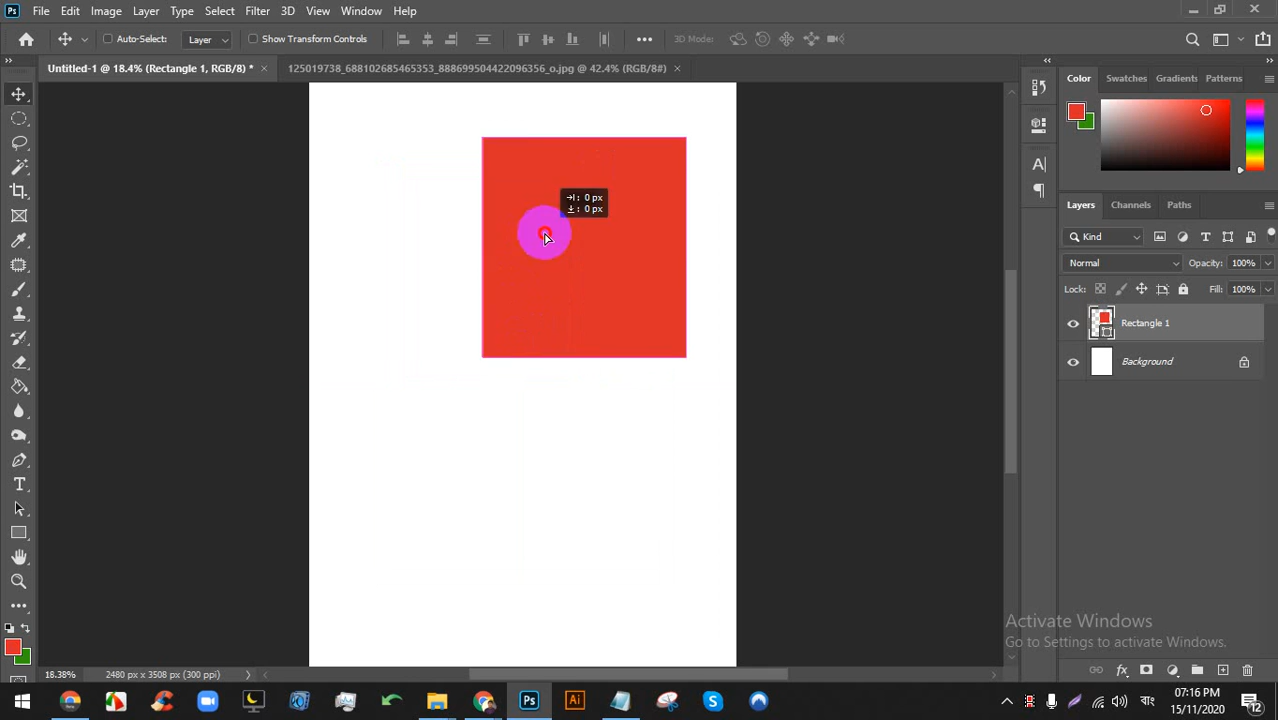 Ps File Edit Image Layer Type Select Filter 3D View Window Help
Auto-Select: Layer Show Transform Controls 3D Mode:
Untitled-1 @ 18.4% (Rectangle 1, RGB/8) * × 125019738_688102685465353_888699504422096356_o.jpg @ 42.4% (RGB/8#) ×
Color Swatches Gradients Patterns
0 px
0 px
Layers Channels Paths
Kind
Normal Opacity: 100%
Lock: Fill: 100%
Rectangle 1
Background
Activate Windows
Go to Settings to activate Windows.
18.38% 2480 px x 3508 px (300 ppi)
Ps Ai S বাং 07:16 PM
15/11/2020 12